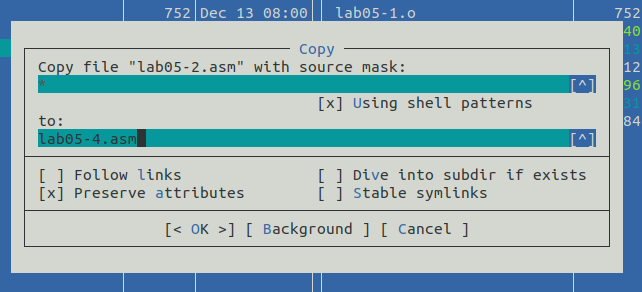 752 Dec 13 08:00 lab05-1.o 752
40
Copy
13
Copy file "lab05-2.asm" with source mask: 12
* [^] 96
[x] Using shell patterns 31
to: 84
lab05-4.asm [^]
[ ] Follow links [ ] Dive into subdir if exists
[x] Preserve attributes [ ] Stable symlinks
[< OK >] [ Background ] [ Cancel ]